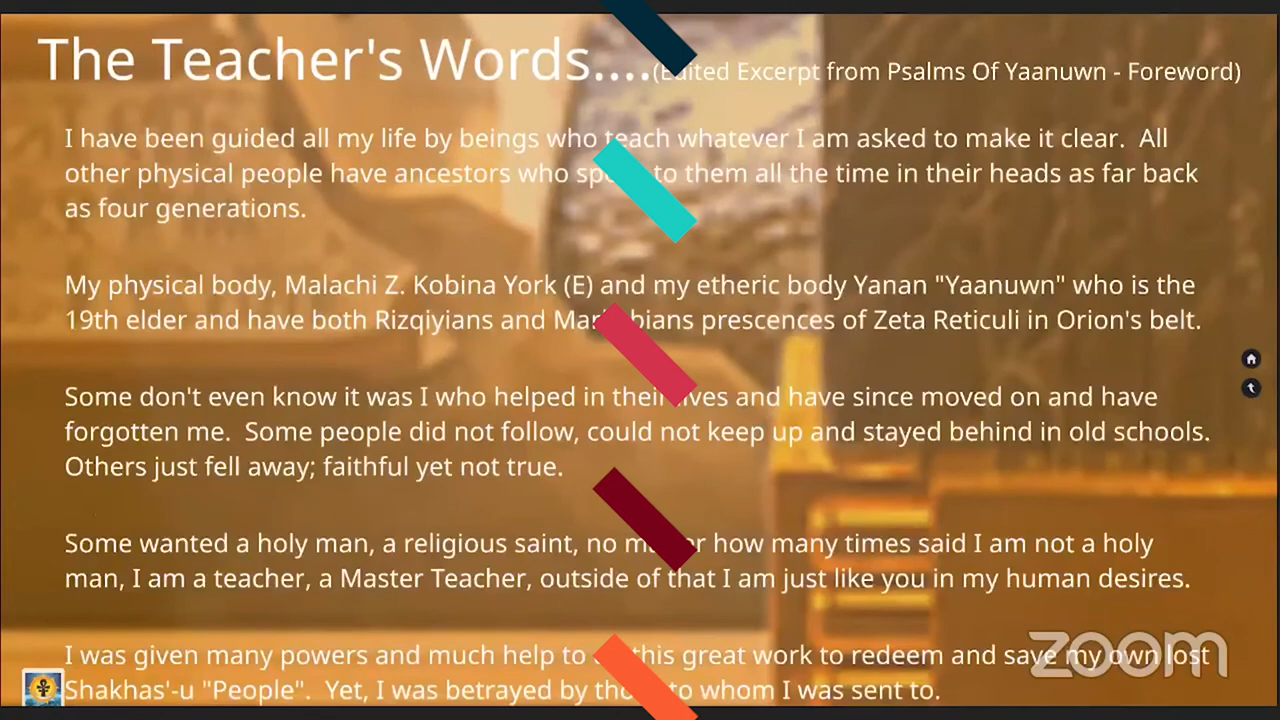 The Teacher's Words....(Edited Excerpt from Psalms Of Yaanuwn - Foreword)
I have been guided all my life by beings who teach whatever I am asked to make it clear. All
other physical people have ancestors who to them all the time in their heads as far back
as four generations.
My physical body, Malachi Z. Kobina York (E) and my etheric body Yanan "Yaanuwn" who is the
19th elder and have both Rizqiyians and prescences of Zeta Reticuli in Orion's belt.
Some don't even know it was I who helped in their lives and have since moved on and have
forgotten me. Some people did not follow, could not keep up and stayed behind in old schools.
Others just fell away; faithful yet not true.
Some wanted a holy man, a religious saint, no matter how many times said I am not a holy
man, I am a teacher, a Master Teacher, outside of that I am just like you in my human desires.
I was given many powers and much help to this great work to redeem and save my own lost
Shakhas'-u "People". Yet, I was betrayed by to whom I was sent to.
zoom